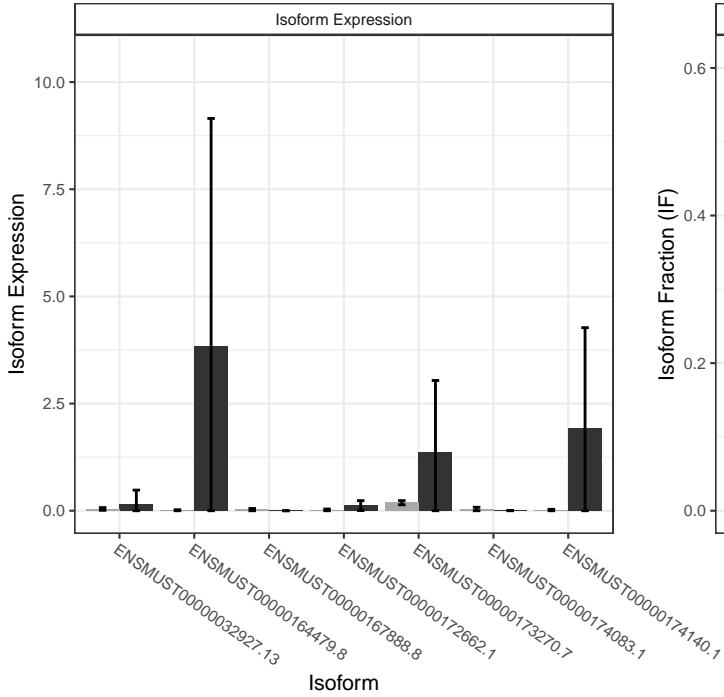 Isoform Expression
Isoform Expression
10.0
7.5
5.0
2.5
0.0
ENSMUST00000032927.13
ENSMUST00000164479.8
ENSMUST00000167888.8
ENSMUST00000172662.1
ENSMUST00000173270.7
ENSMUST00000174083.1
ENSMUST00000174140.1
Isoform
Isoform Fraction (IF)
0.6
0.4
0.2
0.0